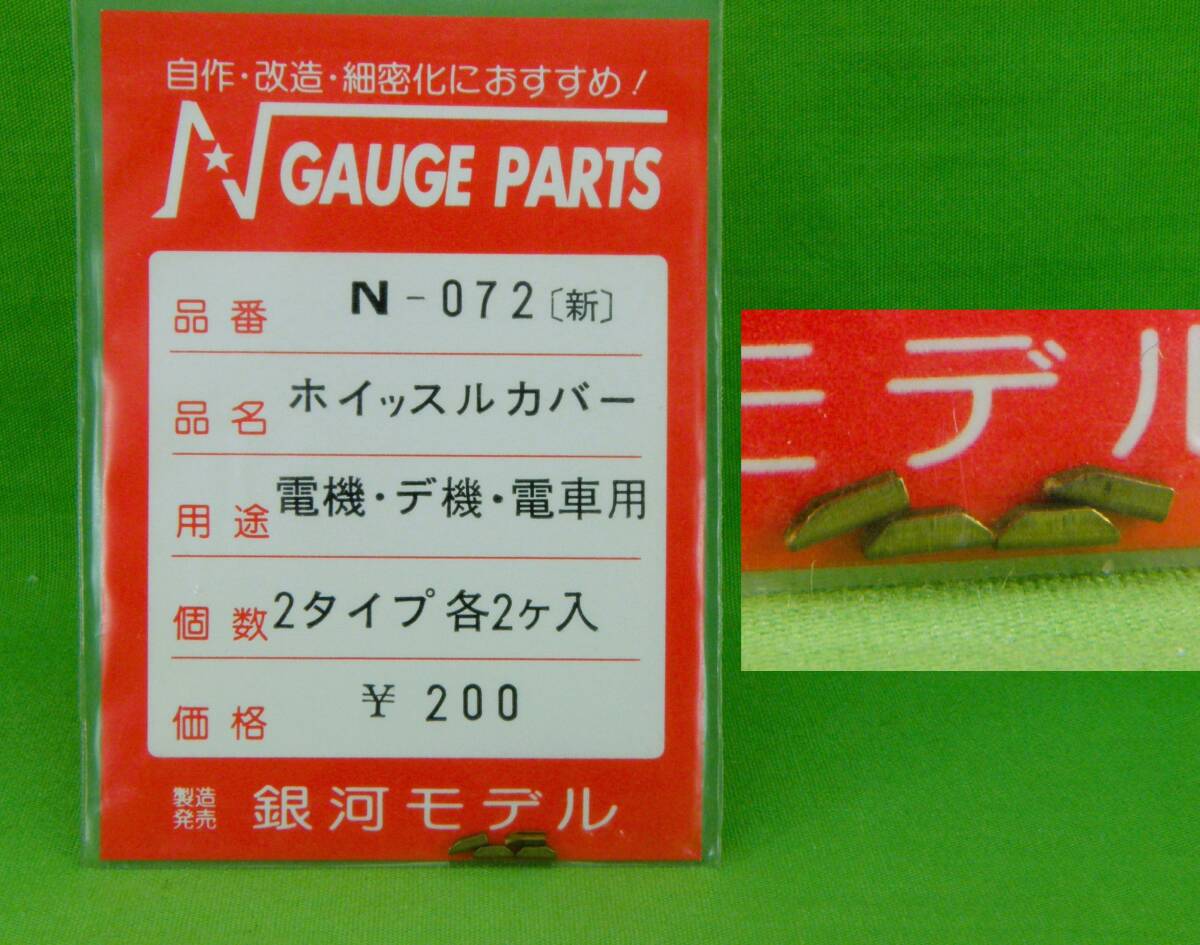 自作・改造・細密化におすすめ!
N GAUGE PARTS
品番 N-072〔新〕
品名 ホイッスルカバー
用途 電機・デ機・電車用
個数 2タイプ各2ヶ入
価格 ¥200
製造
発売 銀河モデル
モデル